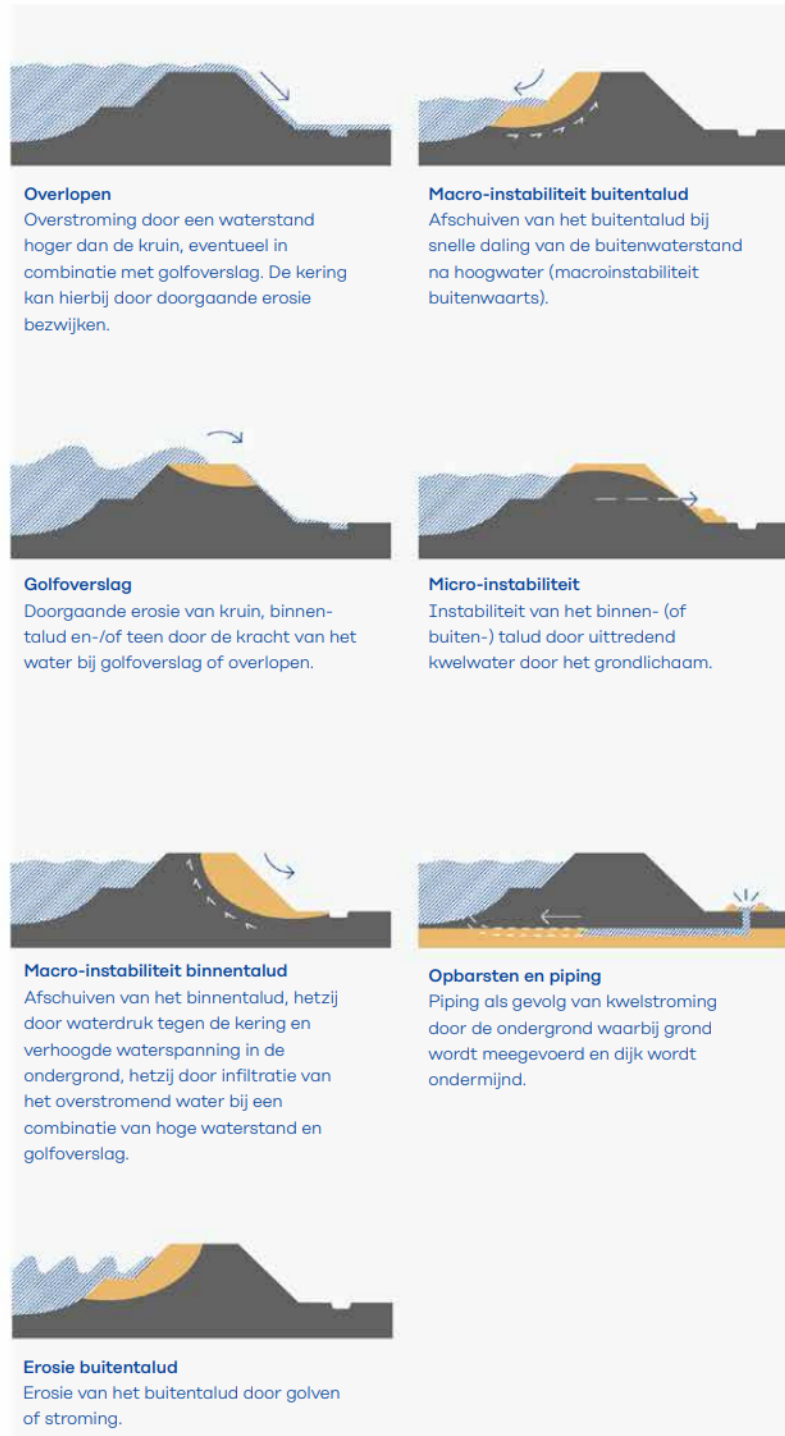 Overlopen
Overstroming door een waterstand
hoger dan de kruin, eventueel in
combinatie met golfoverslag. De kering
kan hierbij door doorgaande erosie
bezwijken.
Macro-instabiliteit buitentalud
Afschuiven van het buitentalud bij
snelle daling van de buitenwaterstand
na hoogwater (macroinstabiliteit
buitenwaarts).
Golfoverslag
Doorgaande erosie van kruin, binnen-
talud en-/of teen door de kracht van het
water bij golfoverslag of overlopen.
Micro-instabiliteit
Instabiliteit van het binnen- (of
buiten-) talud door uittredend
kwelwater door het grondlichaam.
Macro-instabiliteit binnentalud
Afschuiven van het binnentalud, hetzij
door waterdruk tegen de kering en
verhoogde waterspanning in de
ondergrond, hetzij door infiltratie van
het overstromend water bij een
combinatie van hoge waterstand en
golfoverslag.
Opbarsten en piping
Piping als gevolg van kwelstroming
door de ondergrond waarbij grond
wordt meegevoerd en dijk wordt
ondermijnd.
Erosie buitentalud
Erosie van het buitentalud door golven
of stroming.